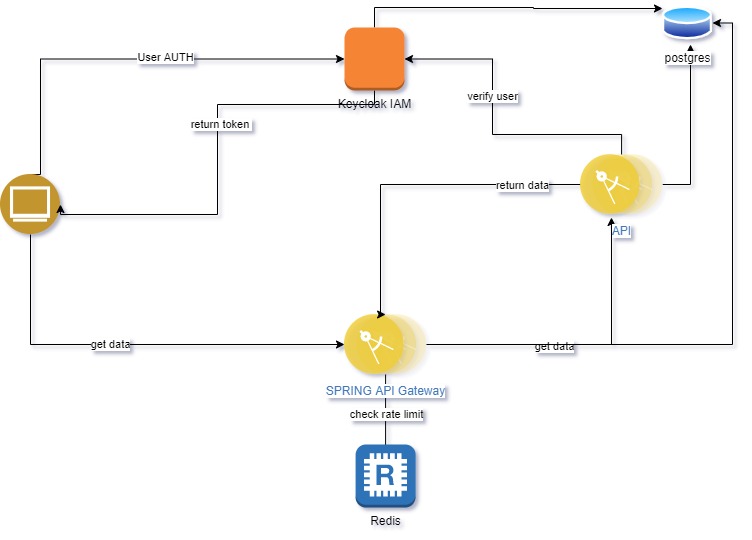 postgres
User AUTH
Keycloak IAM
verify user
return token
return data
API
get data
get data
SPRING API Gateway
check rate limit
R
Redis